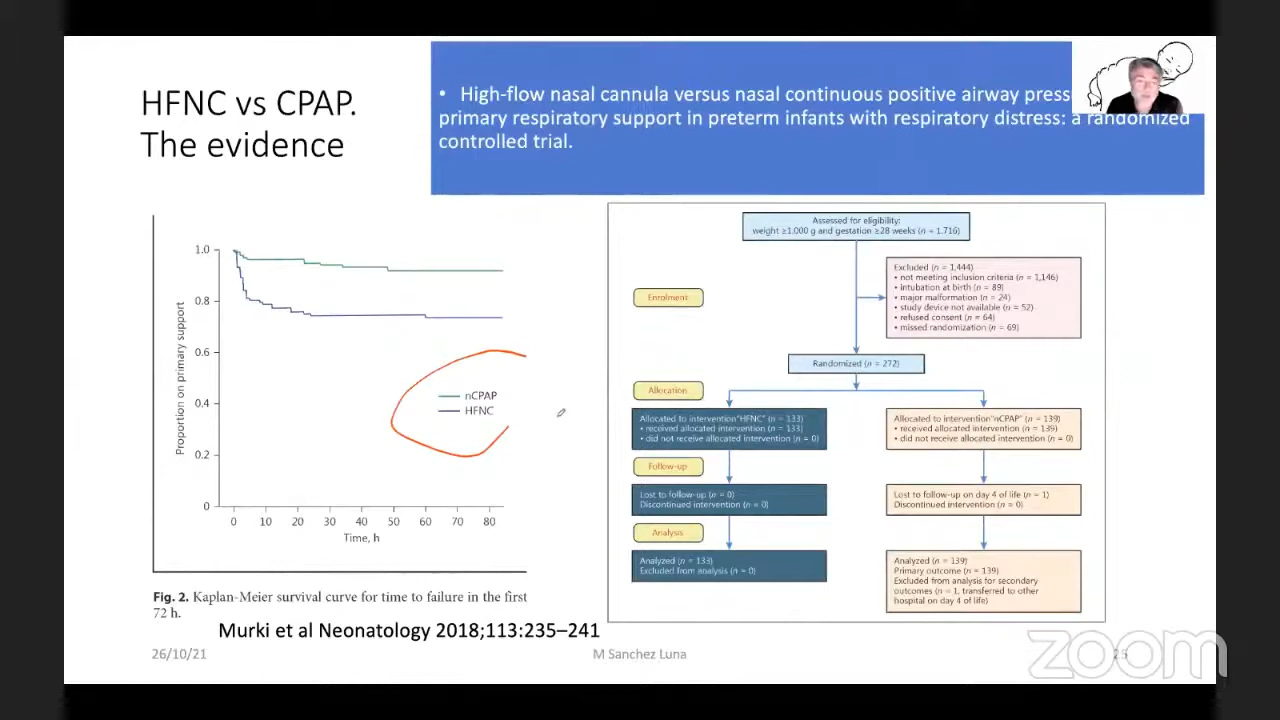 HFNC vs CPAP.
The evidence
• High-flow nasal cannula versus nasal continuous positive airway press
primary respiratory support in preterm infants with respiratory distress: a randomized
controlled trial.
1.0
0.8
0.6
0.4
0.2
0
Proportion on primary support
nCPAP
HFNC
0 10 20 30 40 50 60 70 80
Time, h
Fig. 2. Kaplan-Meier survival curve for time to failure in the first
72 h.
Assessed for eligibility:
weight ≥1,000 g and gestation ≥28 weeks (n = 1,716)
Excluded (n = 1,444)
• not meeting inclusion criteria (n = 1,146)
• intubation at birth (n = 89)
• major malformation (n = 24)
• study device not available (n = 52)
• refused consent (n = 64)
• missed randomization (n = 69)
Enrolment
Randomized (n = 272)
Allocation
Allocated to intervention"HFNC" (n = 133)
• received allocated intervention (n = 133)
• did not receive allocated intervention (n = 0)
Allocated to intervention"nCPAP" (n = 139)
• received allocated intervention (n = 139)
• did not receive allocated intervention (n = 0)
Follow-up
Lost to follow-up (n = 0)
Discontinued intervention (n = 0)
Lost to follow-up on day 4 of life (n = 1)
Discontinued intervention (n = 0)
Analysis
Analyzed (n = 133)
Excluded from analysis (n = 0)
Analyzed (n = 139)
Primary outcome (n = 139)
Excluded from analysis for secondary
outcomes (n = 1, transferred to other
hospital on day 4 of life)
Murki et al Neonatology 2018;113:235–241
26/10/21
M Sanchez Luna
25
zoom